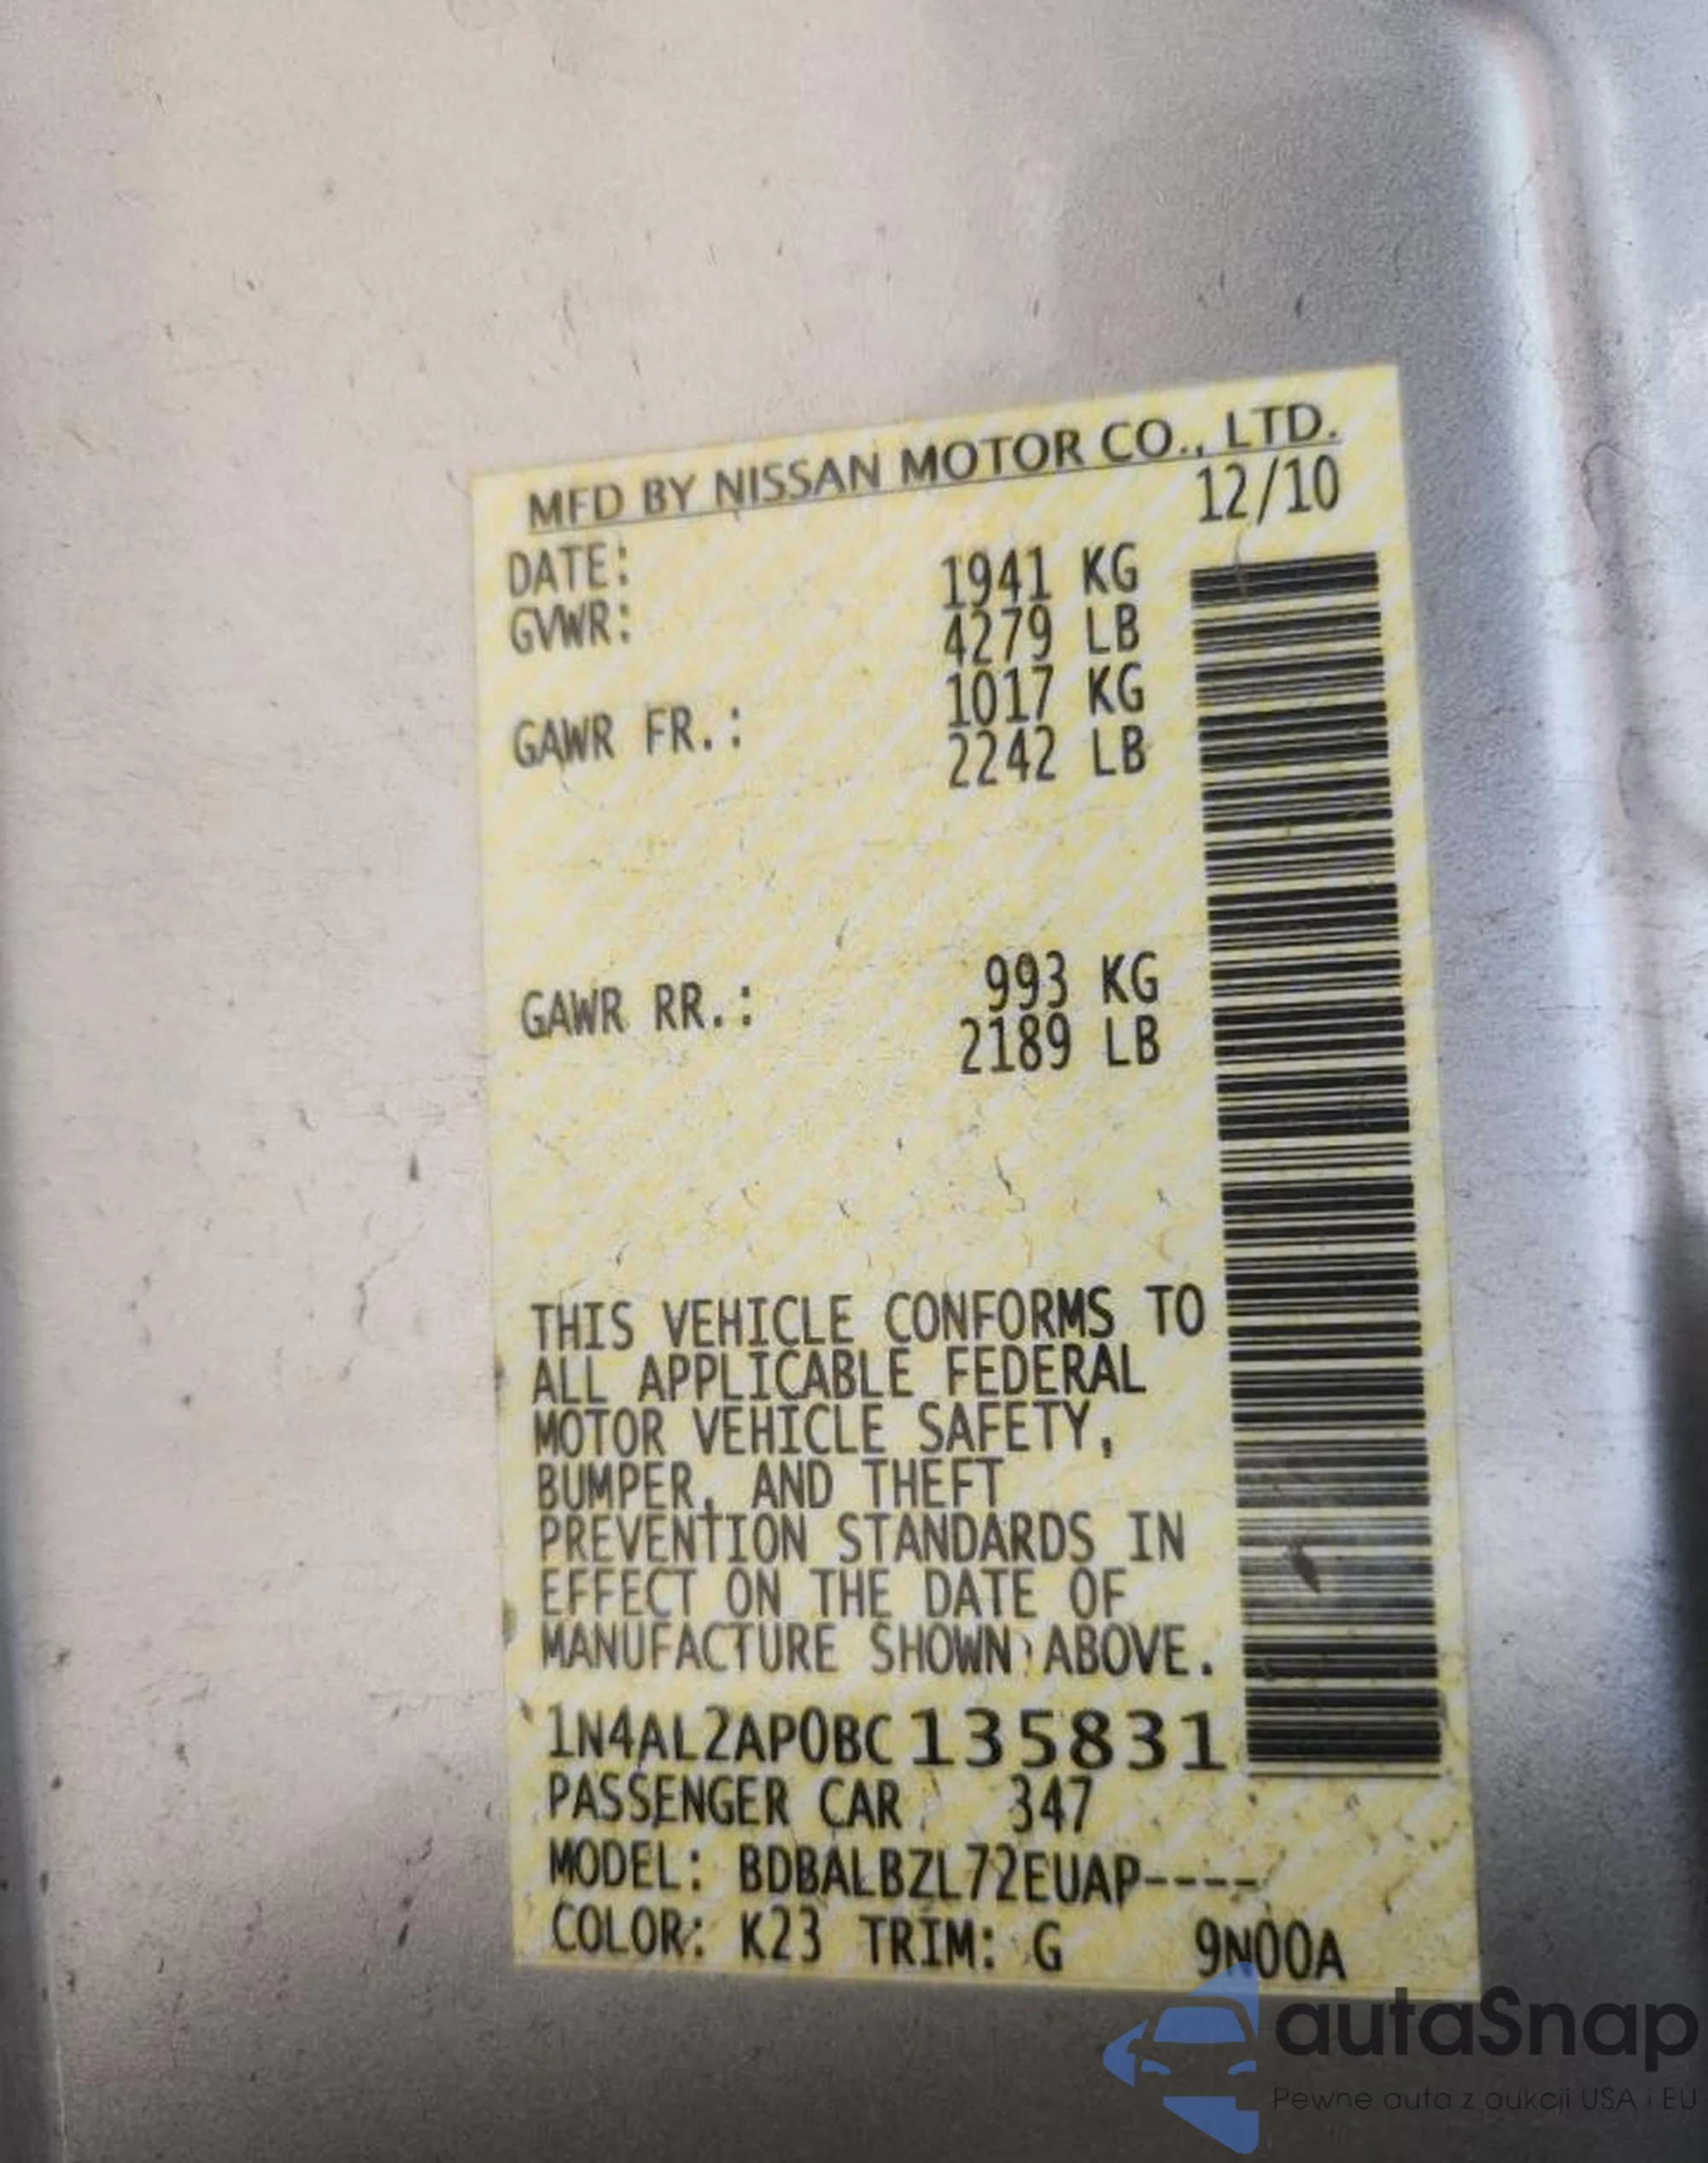 MFD BY NISSAN MOTOR CO., LTD.
DATE: 12/10
GVWR: 1941 KG
4279 LB
GAWR FR.: 1017 KG
2242 LB
GAWR RR.: 993 KG
2189 LB
THIS VEHICLE CONFORMS TO
ALL APPLICABLE FEDERAL
MOTOR VEHICLE SAFETY,
BUMPER, AND THEFT
PREVENTION STANDARDS IN
EFFECT ON THE DATE OF
MANUFACTURE SHOWN ABOVE.
1N4AL2AP0BC135831
PASSENGER CAR 347
MODEL: BDBALBZL72EUAP----
COLOR: K23 TRIM: G 9N00A
autaSnap
Pewne auta z aukcji USA i EU